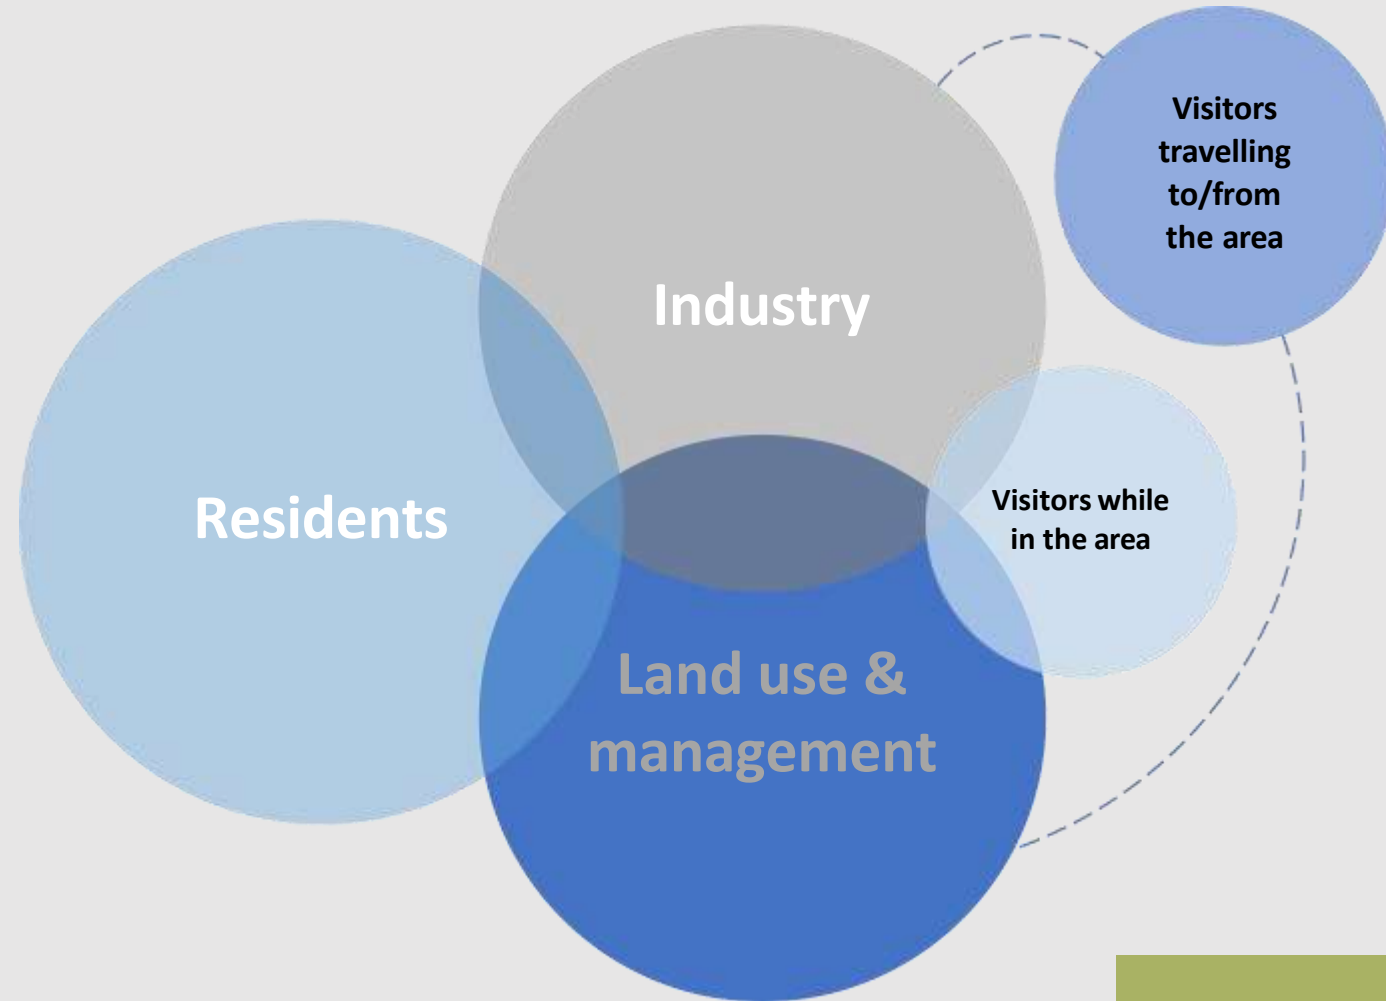 Visitors
travelling
to/from
the area
Industry
Residents
Visitors while
in the area
Land use &
management